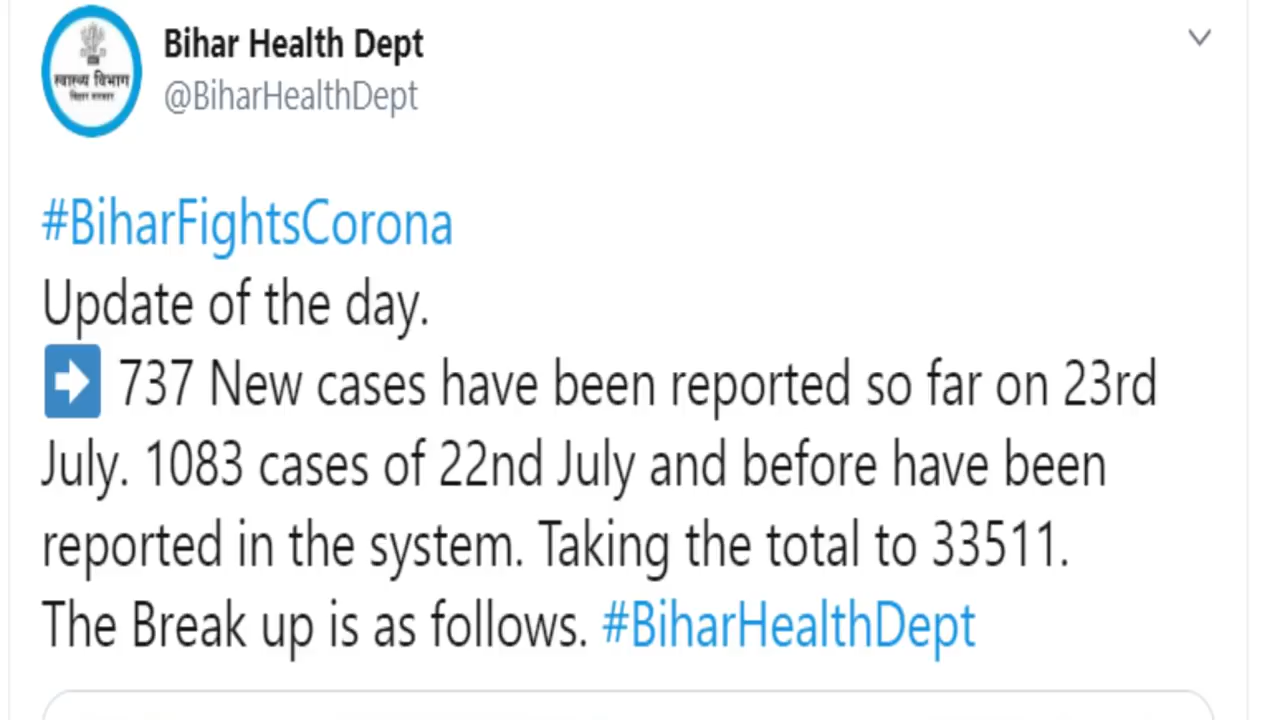 स्वास्थ्य विभाग
बिहार सरकार
Bihar Health Dept
@BiharHealthDept
#BiharFightsCorona
Update of the day.
➡ 737 New cases have been reported so far on 23rd
July. 1083 cases of 22nd July and before have been
reported in the system. Taking the total to 33511.
The Break up is as follows. #BiharHealthDept